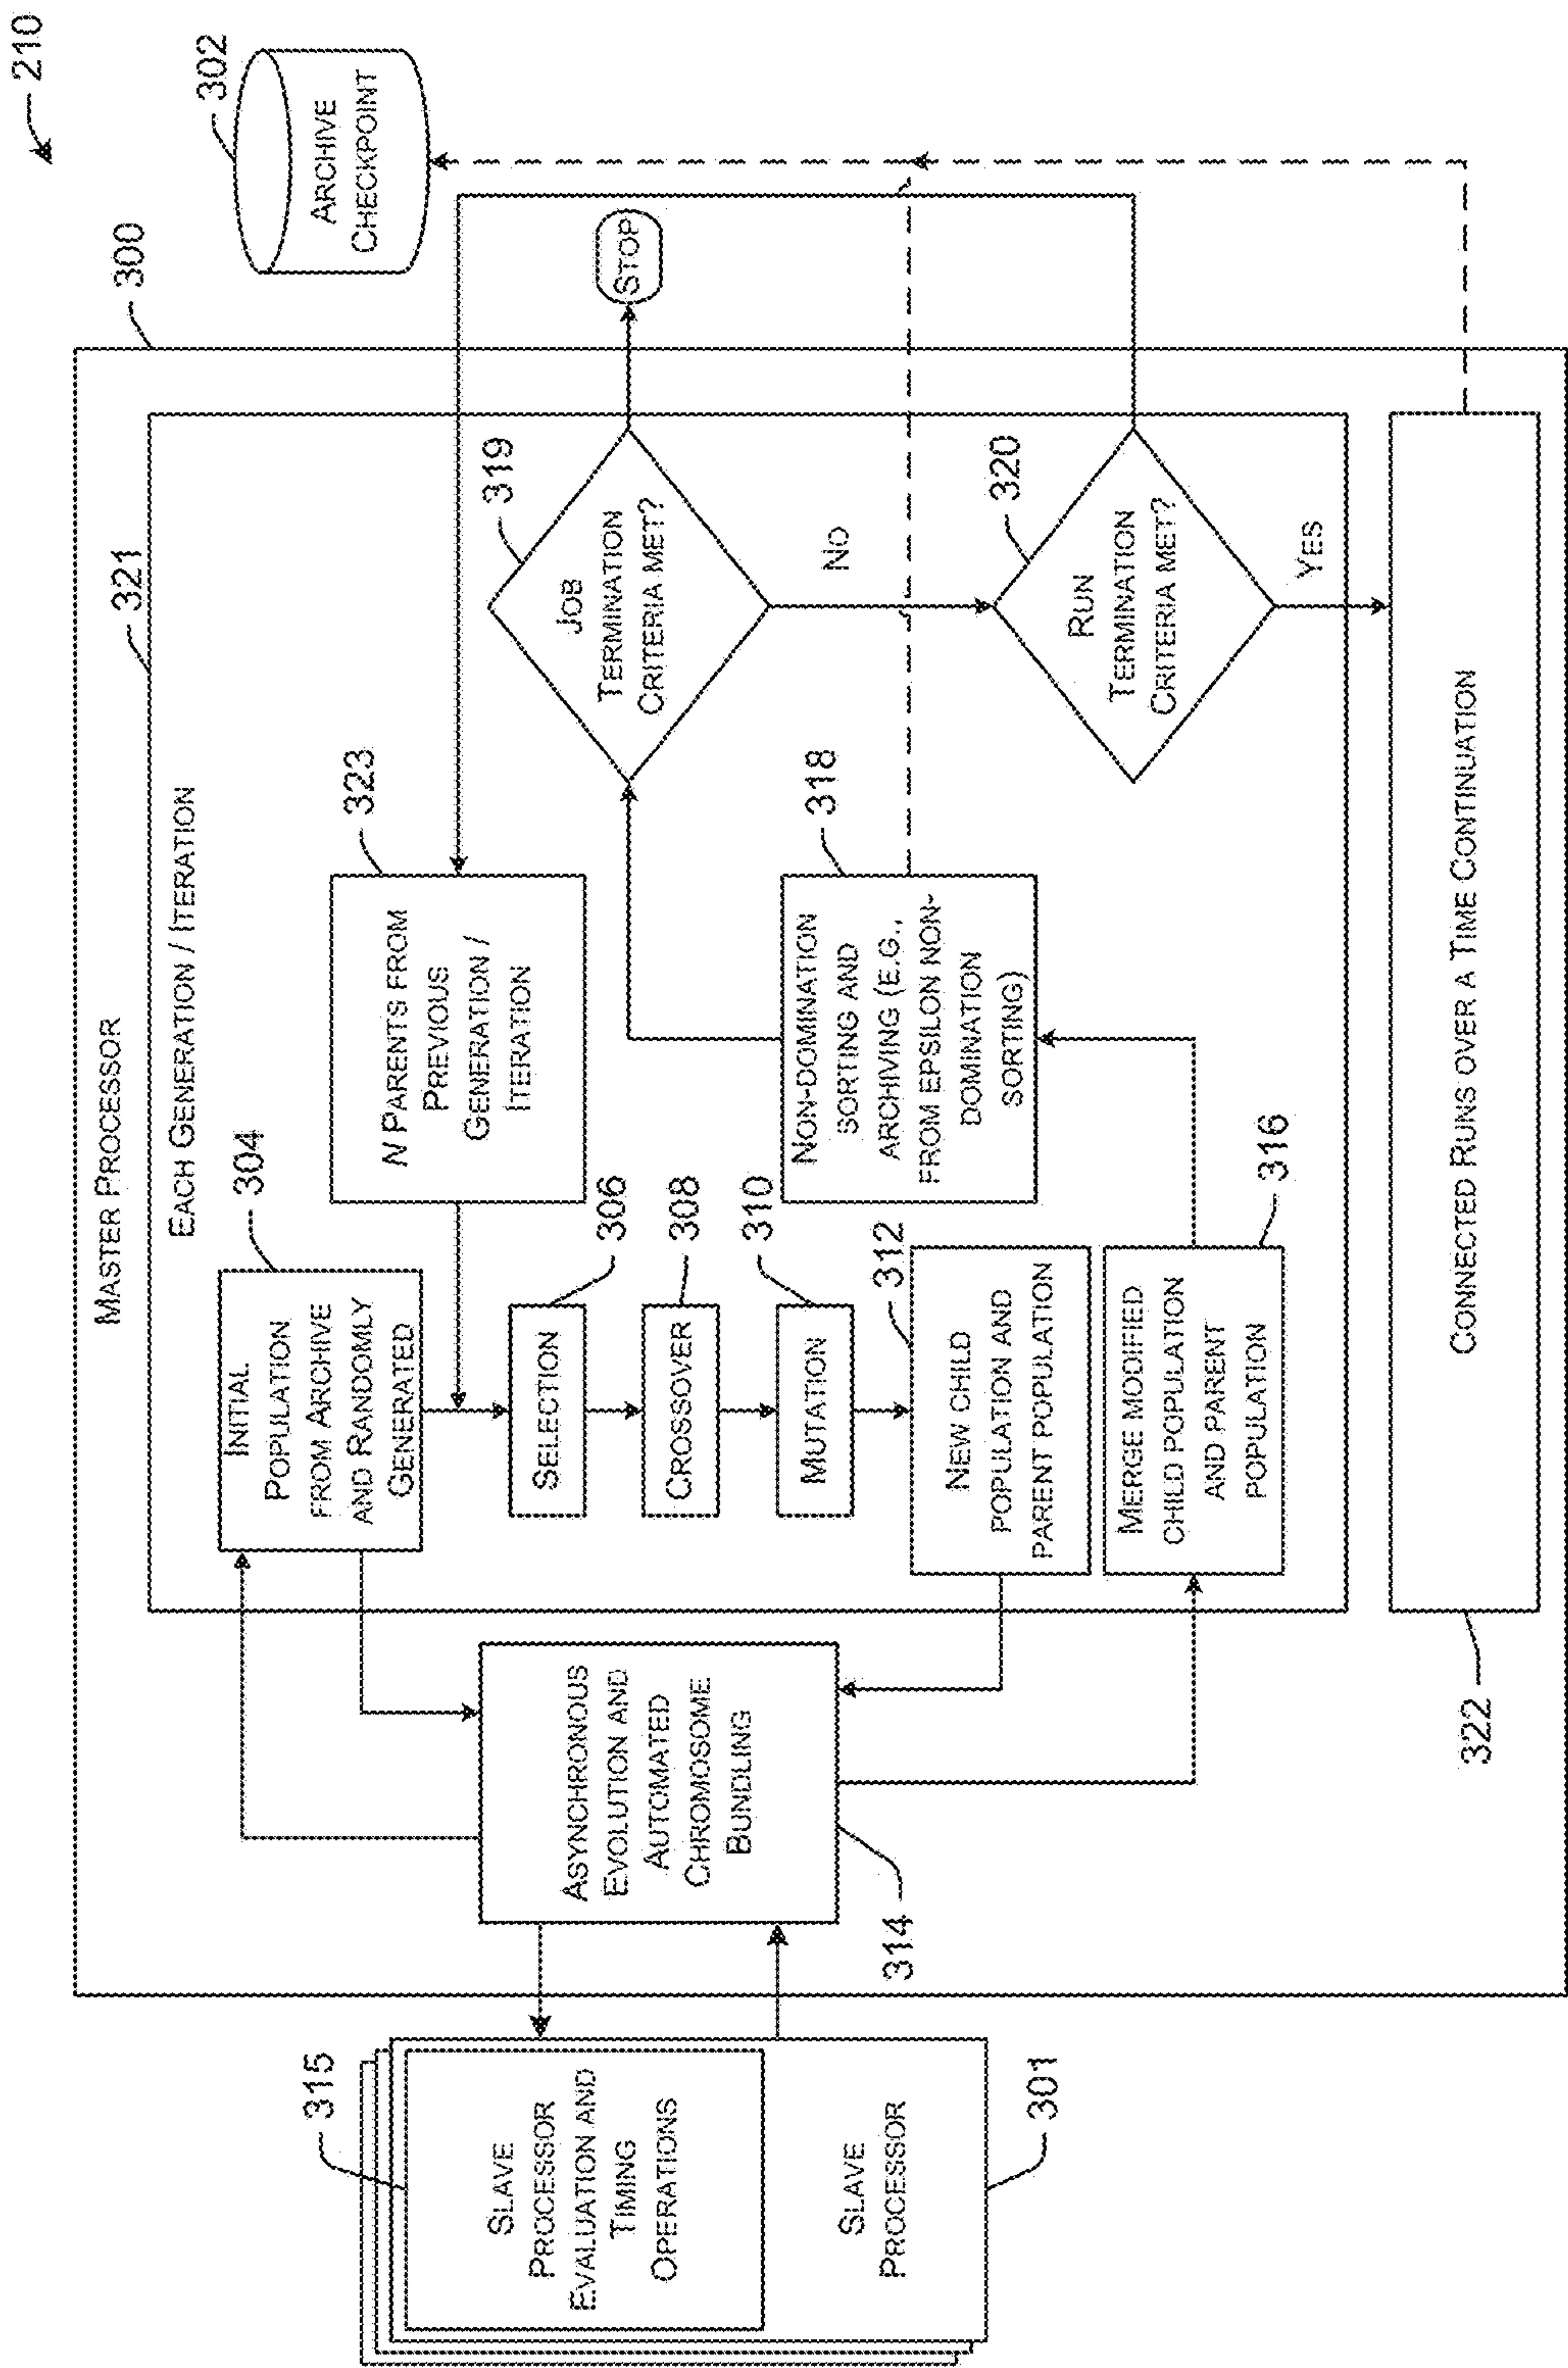 210
302
ARCHIVE
CHECKPOINT
300
MASTER PROCESSOR
321
EACH GENERATION / ITERATION
304
INITIAL
POPULATION
FROM ARCHIVE
AND RANDOMLY
GENERATED
323
N PARENTS FROM
PREVIOUS
GENERATION /
ITERATION
306
SELECTION
308
CROSSOVER
310
MUTATION
312
NEW CHILD
POPULATION AND
PARENT POPULATION
315
SLAVE
PROCESSOR
EVALUATION AND
TIMING
OPERATIONS
SLAVE
PROCESSOR
301
ASYNCHRONOUS
EVOLUTION AND
AUTOMATED
CHROMOSOME
BUNDLING
314
MERGE MODIFIED
CHILD POPULATION
AND PARENT
POPULATION
316
318
NON-DOMINATION
SORTING AND
ARCHIVING (E.G.,
FROM EPSILON NON-
DOMINATION
SORTING)
319
JOB
TERMINATION
CRITERIA MET?
STOP
NO
320
RUN
TERMINATION
CRITERIA MET?
YES
322
CONNECTED RUNS OVER A TIME CONTINUATION